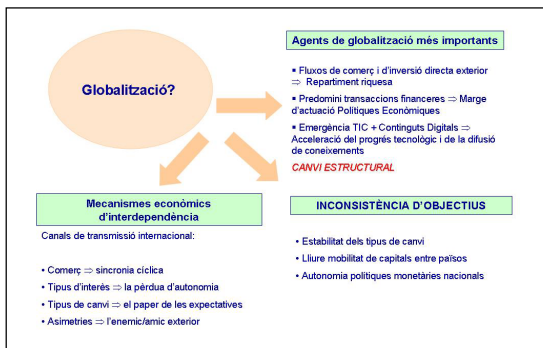 Globalització?
Agents de globalització més importants
▪ Fluxos de comerç i d'inversió directa exterior
⇒ Repartiment riquesa
▪ Predomini transaccions financeres ⇒ Marge
d'actuació Polítiques Econòmiques
▪ Emergència TIC + Continguts Digitals ⇒
Acceleració del progrés tecnològic i de la difusió
de coneixements
CANVI ESTRUCTURAL
Mecanismes econòmics
d'interdependència
Canals de transmissió internacional:
• Comerç ⇒ sincronia cíclica
• Tipus d'interès ⇒ la pèrdua d'autonomia
• Tipus de canvi ⇒ el paper de les expectatives
• Asimetries ⇒ l'enemic/amic exterior
INCONSISTÈNCIA D'OBJECTIUS
• Estabilitat dels tipus de canvi
• Lliure mobilitat de capitals entre països
• Autonomia polítiques monetàries nacionals